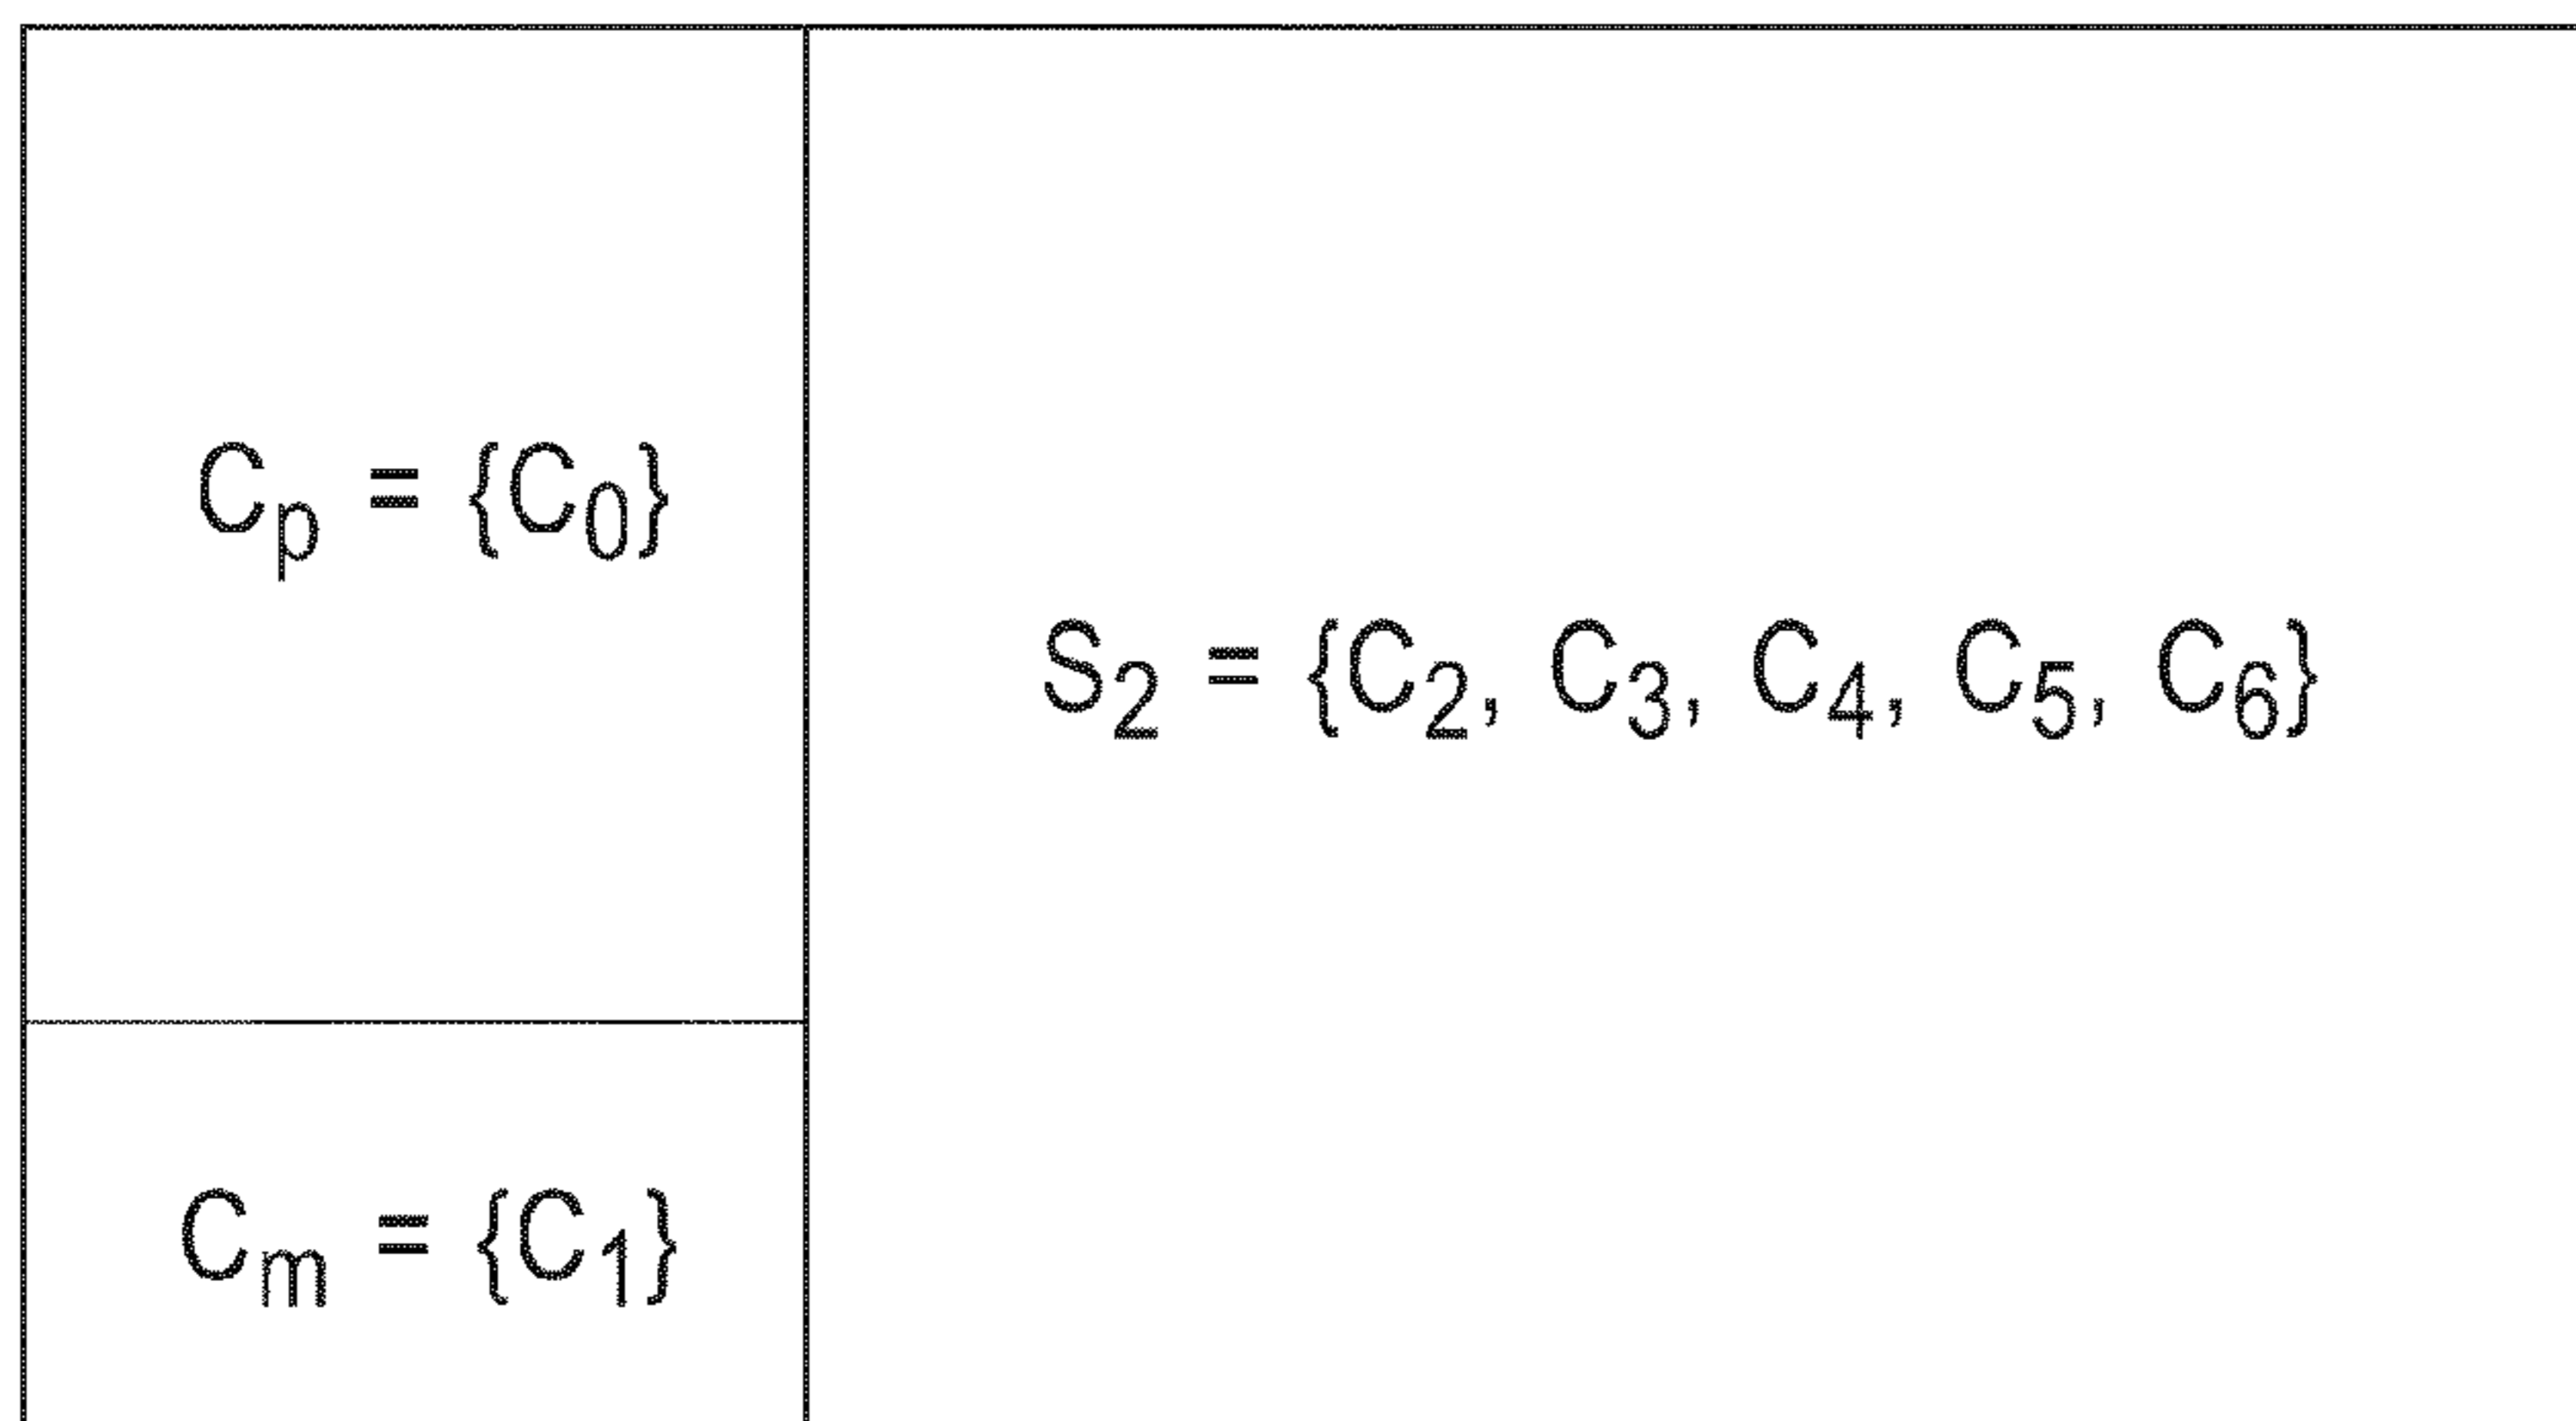 Cₚ = {C₀}
S₂ = {C₂, C₃, C₄, C₅, C₆}
Cₘ = {C₁}